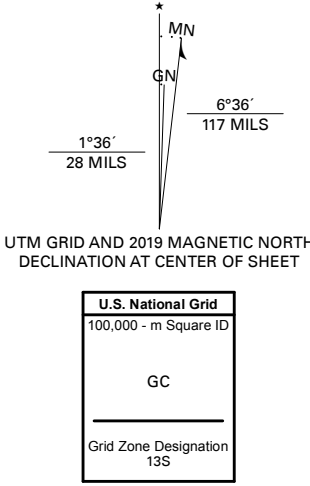 MN
GN
6°36´
117 MILS
1°36´
28 MILS
UTM GRID AND 2019 MAGNETIC NORTH
DECLINATION AT CENTER OF SHEET
U.S. National Grid
100,000 - m Square ID
GC
Grid Zone Designation
13S